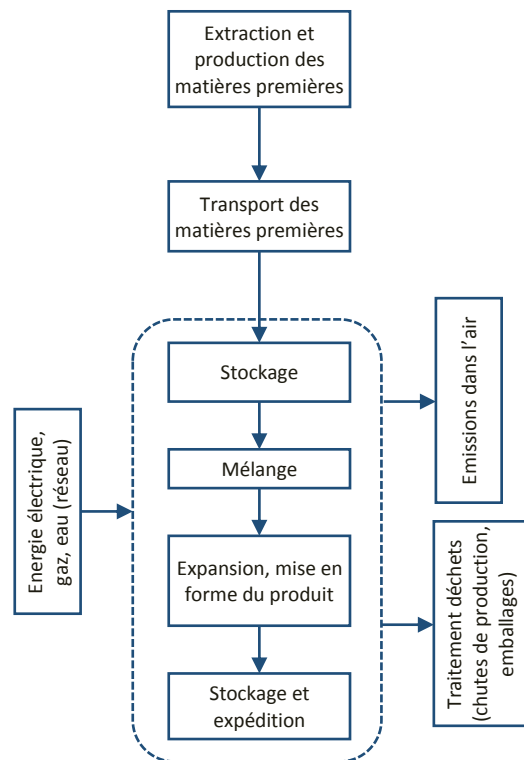 Extraction et
production des
matières premières
Transport des
matières premières
Stockage
Mélange
Expansion, mise en
forme du produit
Stockage et
expédition
Energie électrique,
gaz, eau (réseau)
Emissions dans l'air
Traitement déchets
(chutes de production,
emballages)